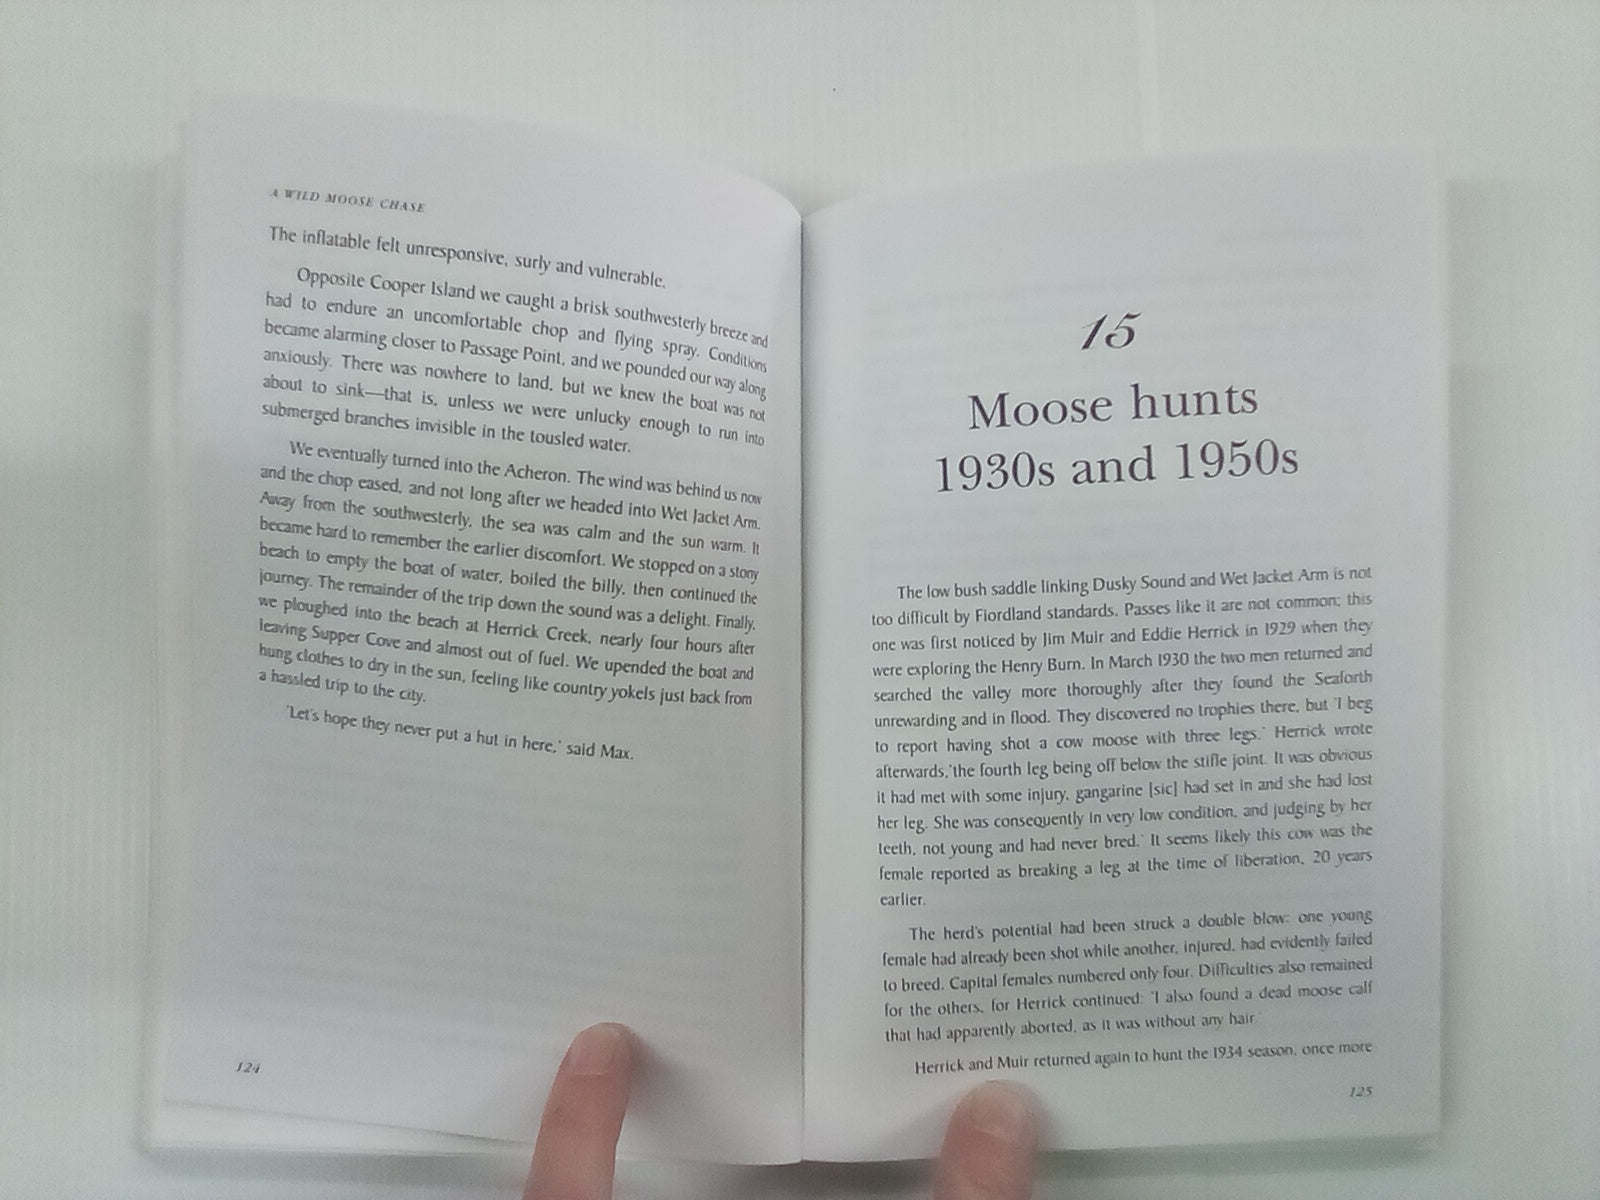 A WILD MOOSE CHASE
The inflatable felt unresponsive, surly and vulnerable.
Opposite Cooper Island we caught a brisk southwesterly breeze and
had to endure an uncomfortable chop and flying spray. Conditions
became alarming closer to Passage Point, and we pounded our way along
anxiously. There was nowhere to land, but we knew the boat was not
about to sink—that is, unless we were unlucky enough to run into
submerged branches invisible in the tousled water.
We eventually turned into the Acheron. The wind was behind us now
and the chop eased, and not long after we headed into Wet Jacket Arm.
Away from the southwesterly, the sea was calm and the sun warm. It
became hard to remember the earlier discomfort. We stopped on a stony
beach to empty the boat of water, boiled the billy, then continued the
journey. The remainder of the trip down the sound was a delight. Finally,
we ploughed into the beach at Herrick Creek, nearly four hours after
leaving Supper Cove and almost out of fuel. We upended the boat and
hung clothes to dry in the sun, feeling like country yokels just back from
a hassled trip to the city.
'Let's hope they never put a hut in here,' said Max.
124
15
Moose hunts
1930s and 1950s
The low bush saddle linking Dusky Sound and Wet Jacket Arm is not
too difficult by Fiordland standards. Passes like it are not common; this
one was first noticed by Jim Muir and Eddie Herrick in 1929 when they
were exploring the Henry Burn. In March 1930 the two men returned and
searched the valley more thoroughly after they found the Seaforth
unrewarding and in flood. They discovered no trophies there, but 'I beg
to report having shot a cow moose with three legs,' Herrick wrote
afterwards, 'the fourth leg being off below the stifle joint. It was obvious
it had met with some injury, gangarine [sic] had set in and she had lost
her leg. She was consequently in very low condition, and judging by her
teeth, not young and had never bred.' It seems likely this cow was the
female reported as breaking a leg at the time of liberation, 20 years
earlier.
The herd's potential had been struck a double blow: one young
female had already been shot while another, injured, had evidently failed
to breed. Capital females numbered only four. Difficulties also remained
for the others, for Herrick continued: 'I also found a dead moose calf
that had apparently aborted, as it was without any hair.'
Herrick and Muir returned again to hunt the 1934 season, once more
125